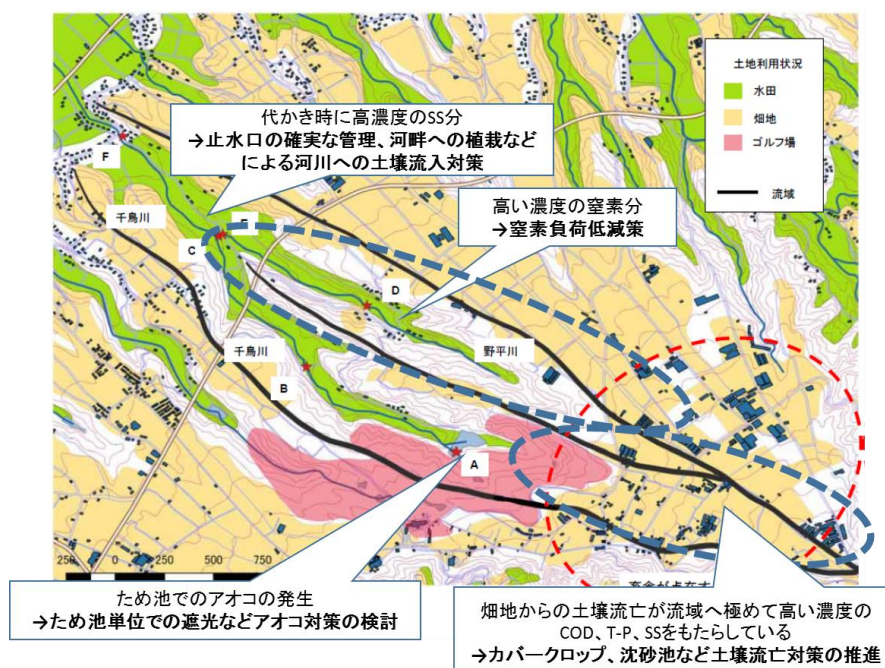 代かき時に高濃度のSS分
→止水口の確実な管理、河畔への植栽など
による河川への土壌流入対策
土地利用状況
水田
畑地
ゴルフ場
流域
F
千鳥川
高い濃度の窒素分
→窒素負荷低減策
C
E
D
千鳥川
野平川
B
A
250
0
250
500
750
ため池でのアオコの発生
→ため池単位での遮光などアオコ対策の検討
畑地からの土壌流亡が流域へ極めて高い濃度の
COD、T-P、SSをもたらしている
→カバークロップ、沈砂池など土壌流亡対策の推進